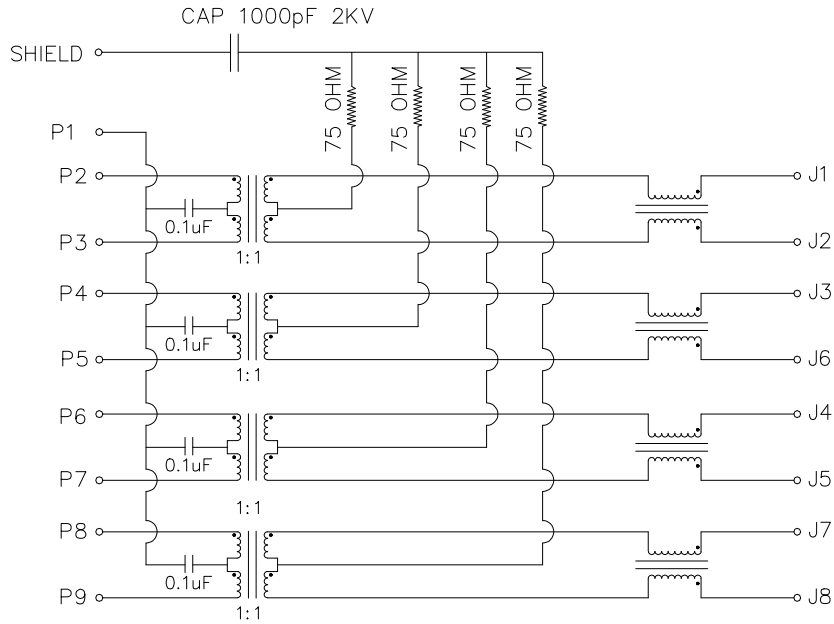 CAP 1000pF 2KV
SHIELD
75 OHM
75 OHM
75 OHM
75 OHM
P1
P2
J1
0.1uF
P3
J2
1:1
P4
J3
0.1uF
P5
J6
1:1
P6
J4
0.1uF
P7
J5
1:1
P8
J7
0.1uF
P9
J8
1:1